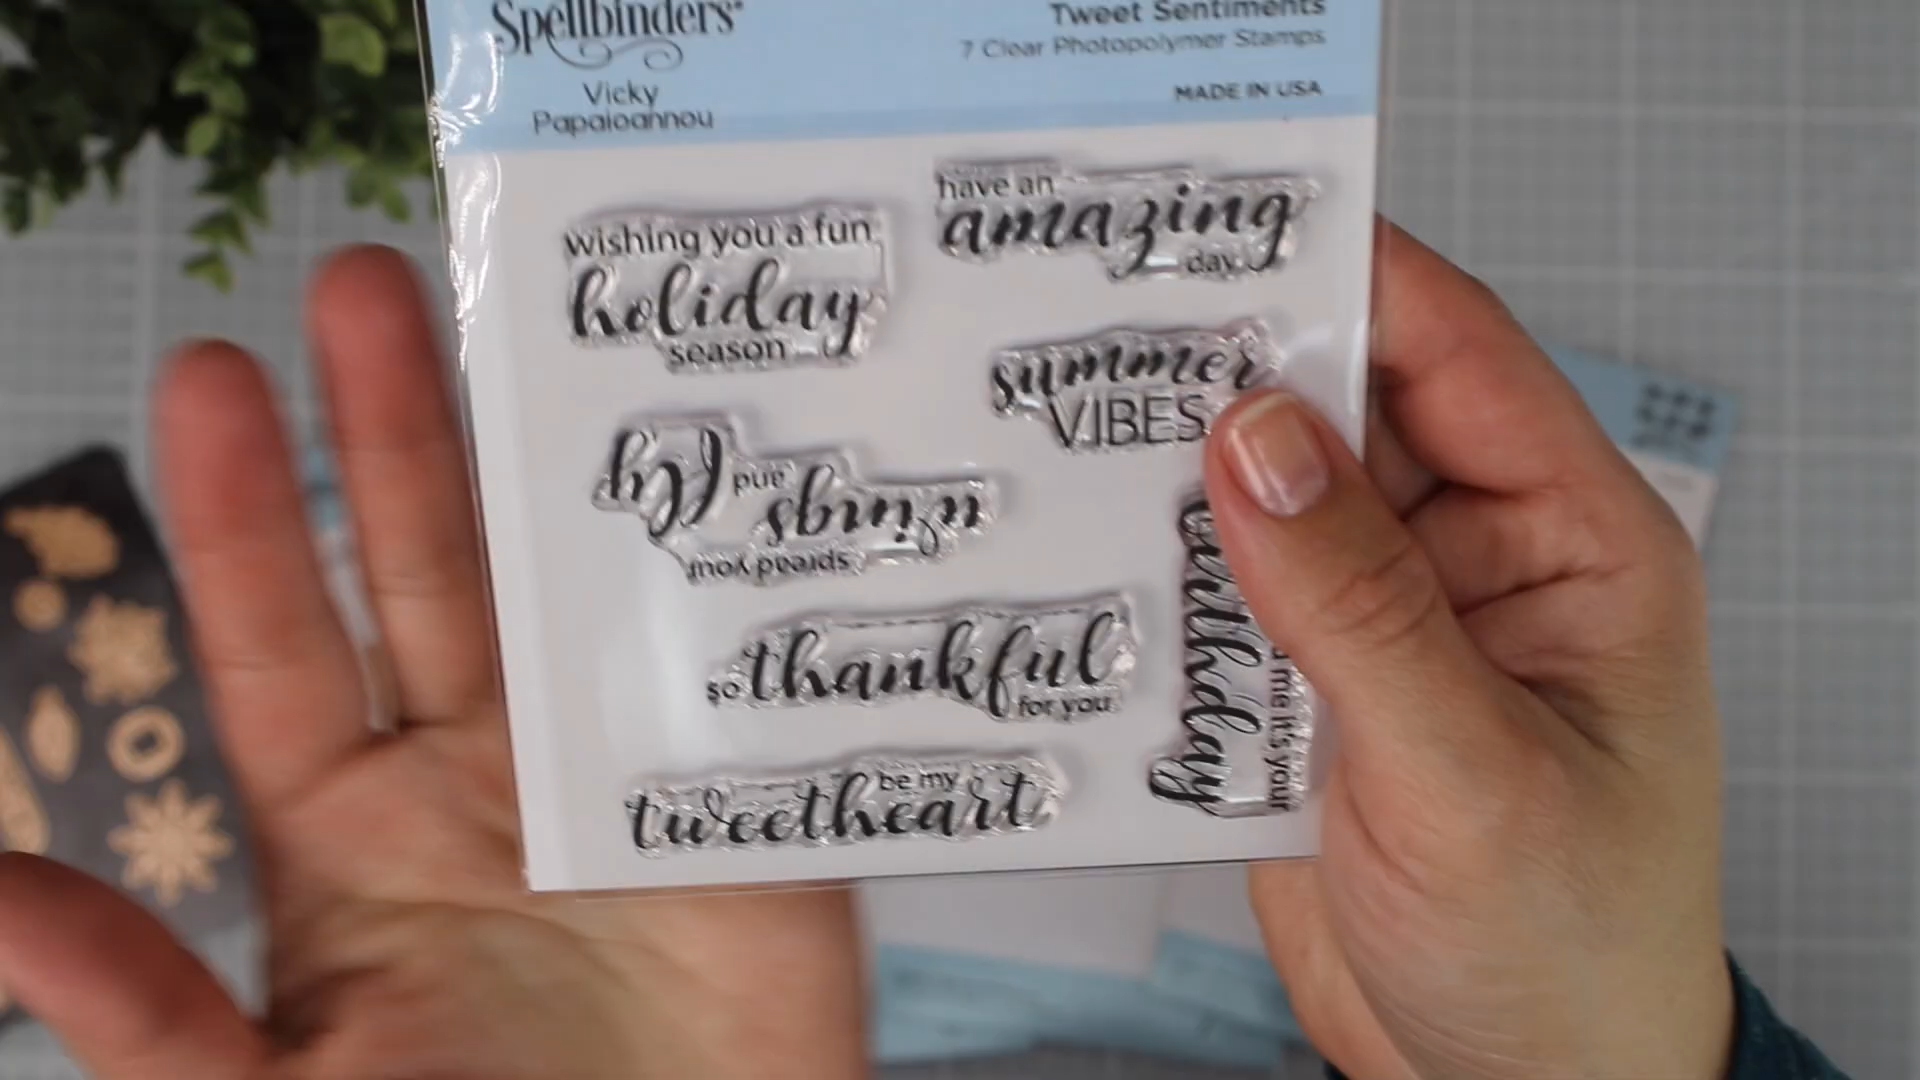 Spellbinders®
Vicky
Papaioannou
Tweet Sentiments
7 Clear Photopolymer Stamps
MADE IN USA
wishing you a fun
holiday
season
have an
amazing
day
summer
VIBES
spread your
wings
and fly
so thankful
for you
be my
tweetheart
me it's your
birthday